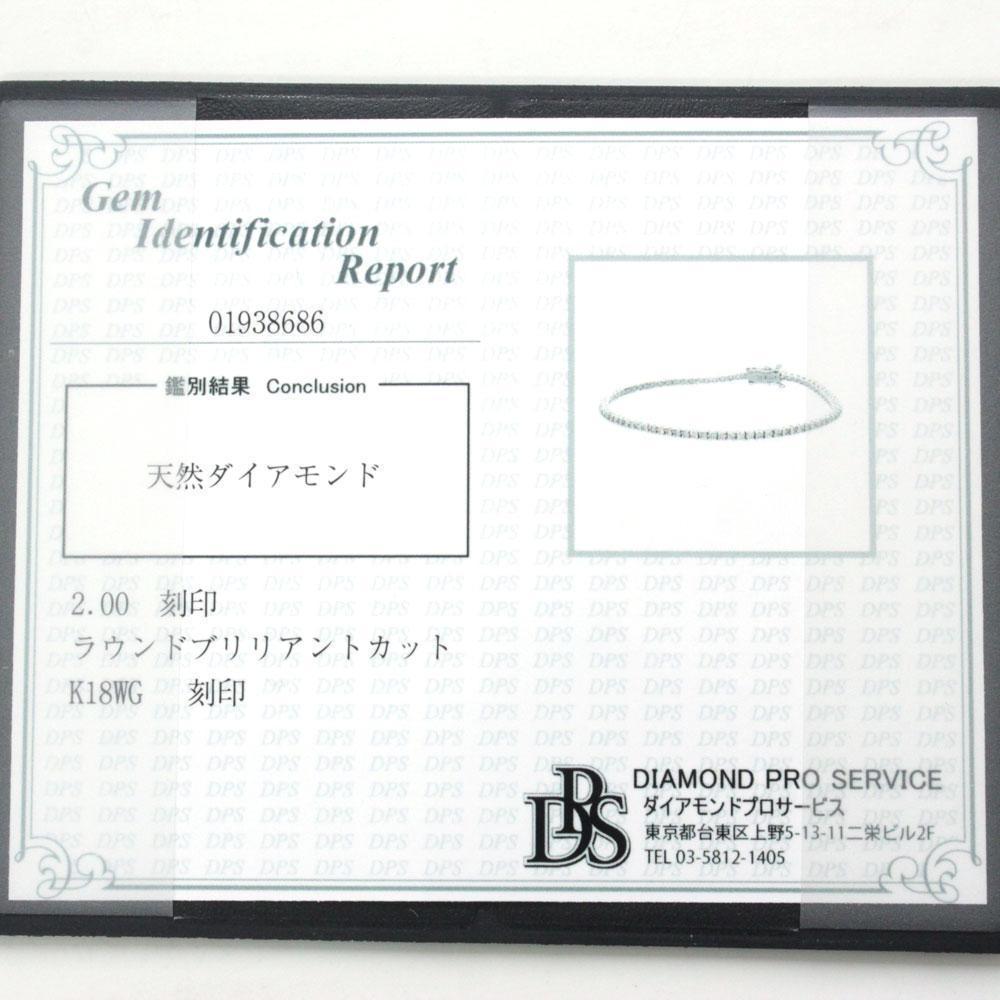 Gem
Identification
Report
01938686
鑑別結果 Conclusion
天然ダイアモンド
2.00 刻印
ラウンドブリリアントカット
K18WG 刻印
DPS
DIAMOND PRO SERVICE
ダイアモンドプロサービス
東京都台東区上野5-13-11二栄ビル2F
TEL 03-5812-1405